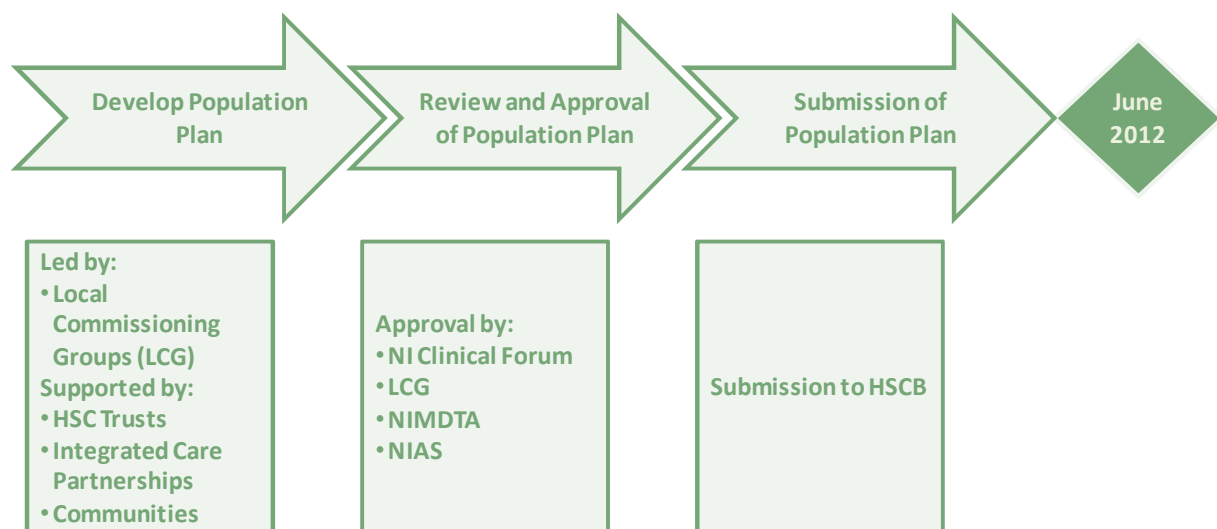 Develop Population
Plan
Review and Approval
of Population Plan
Submission of
Population Plan
June
2012
Led by:
• Local
Commissioning
Groups (LCG)
Supported by:
• HSC Trusts
• Integrated Care
Partnerships
• Communities
Approval by:
• NI Clinical Forum
• LCG
• NIMDTA
• NIAS
Submission to HSCB